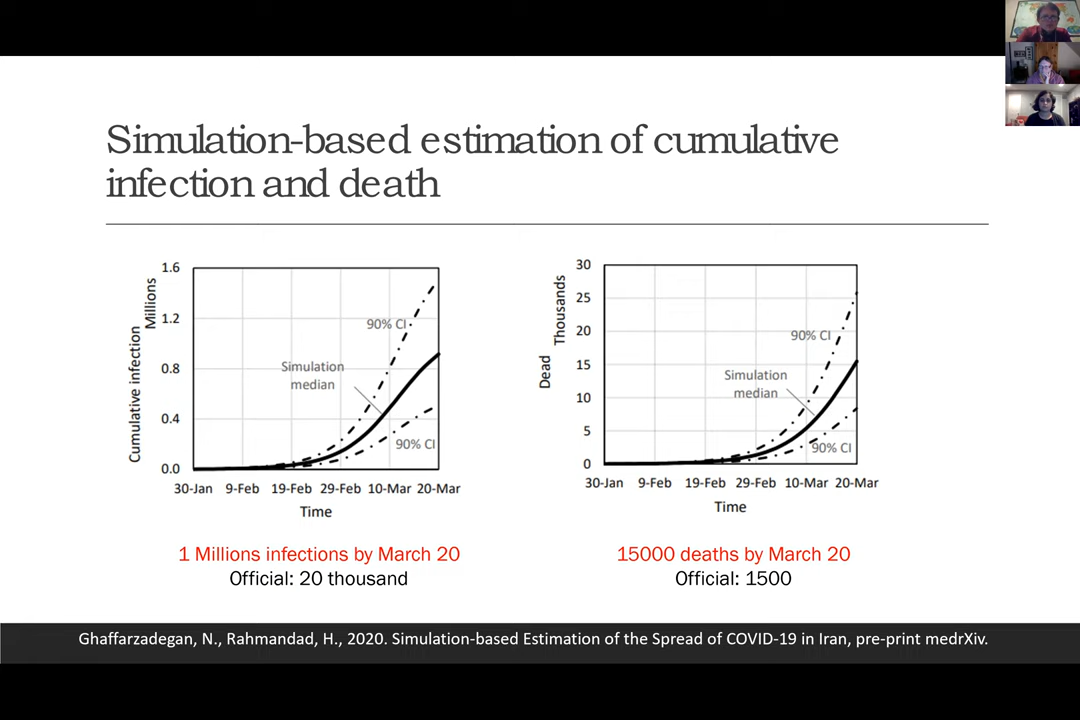 Simulation-based estimation of cumulative
infection and death
Cumulative infection
Millions
1.6
1.2
0.8
0.4
0.0
90% CI
Simulation
median
90% CI
30-Jan 9-Feb 19-Feb 29-Feb 10-Mar 20-Mar
Time
Dead
Thousands
30
25
20
15
10
5
0
90% CI
Simulation
median
90% CI
30-Jan 9-Feb 19-Feb 29-Feb 10-Mar 20-Mar
Time
1 Millions infections by March 20
Official: 20 thousand
15000 deaths by March 20
Official: 1500
Ghaffarzadegan, N., Rahmandad, H., 2020. Simulation-based Estimation of the Spread of COVID-19 in Iran, pre-print medrXiv.